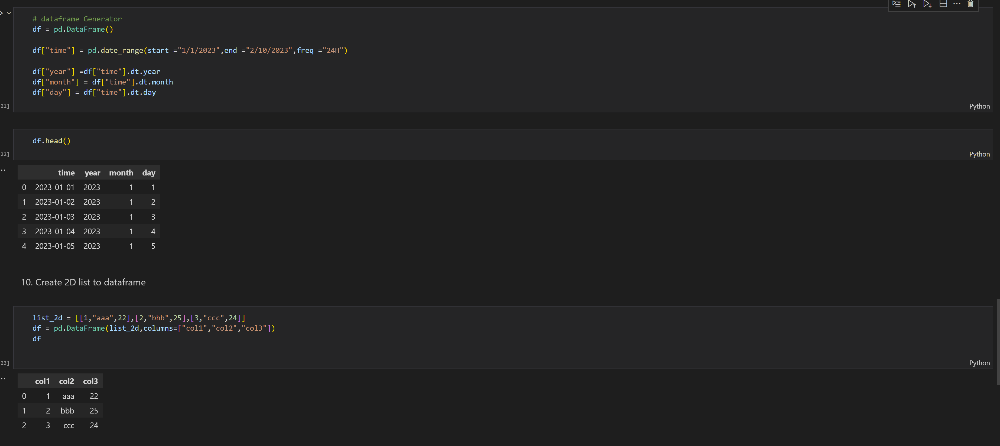 # dataframe Generator
df = pd.DataFrame()
df["time"] = pd.date_range(start ="1/1/2023",end ="2/10/2023",freq ="24H")
df["year"] =df["time"].dt.year
df["month"] = df["time"].dt.month
df["day"] = df["time"].dt.day
21]
Python
df.head()
22]
Python
time year month day
0 2023-01-01 2023 1 1
1 2023-01-02 2023 1 2
2 2023-01-03 2023 1 3
3 2023-01-04 2023 1 4
4 2023-01-05 2023 1 5
10. Create 2D list to dataframe
list_2d = [[1,"aaa",22],[2,"bbb",25],[3,"ccc",24]]
df = pd.DataFrame(list_2d,columns=["col1","col2","col3"])
df
23]
Python
col1 col2 col3
0 1 aaa 22
1 2 bbb 25
2 3 ccc 24